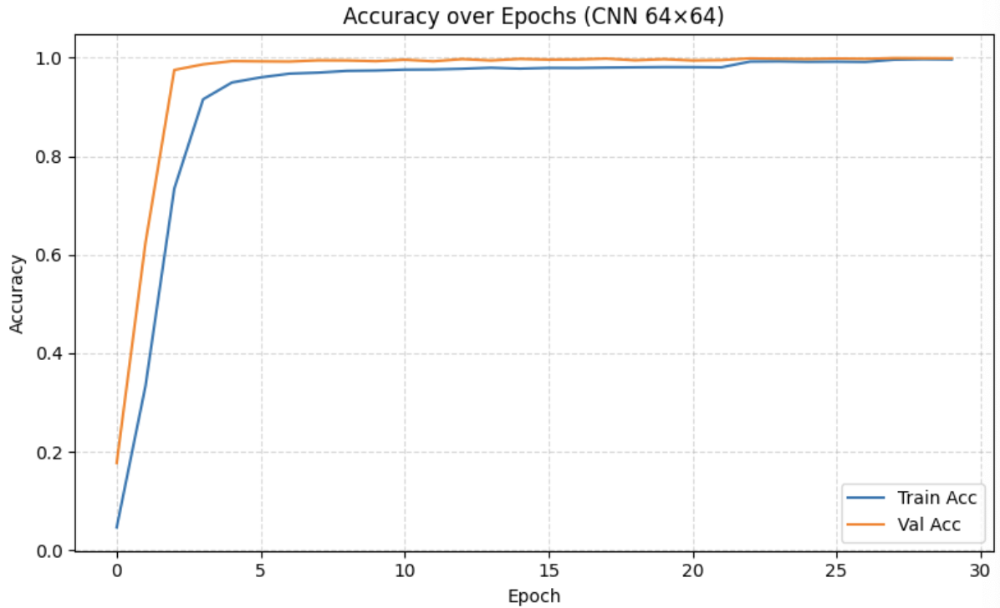 Accuracy over Epochs (CNN 64×64)
Accuracy
1.0
0.8
0.6
0.4
0.2
0.0
0 5 10 15 20 25 30
Epoch
Train Acc
Val Acc